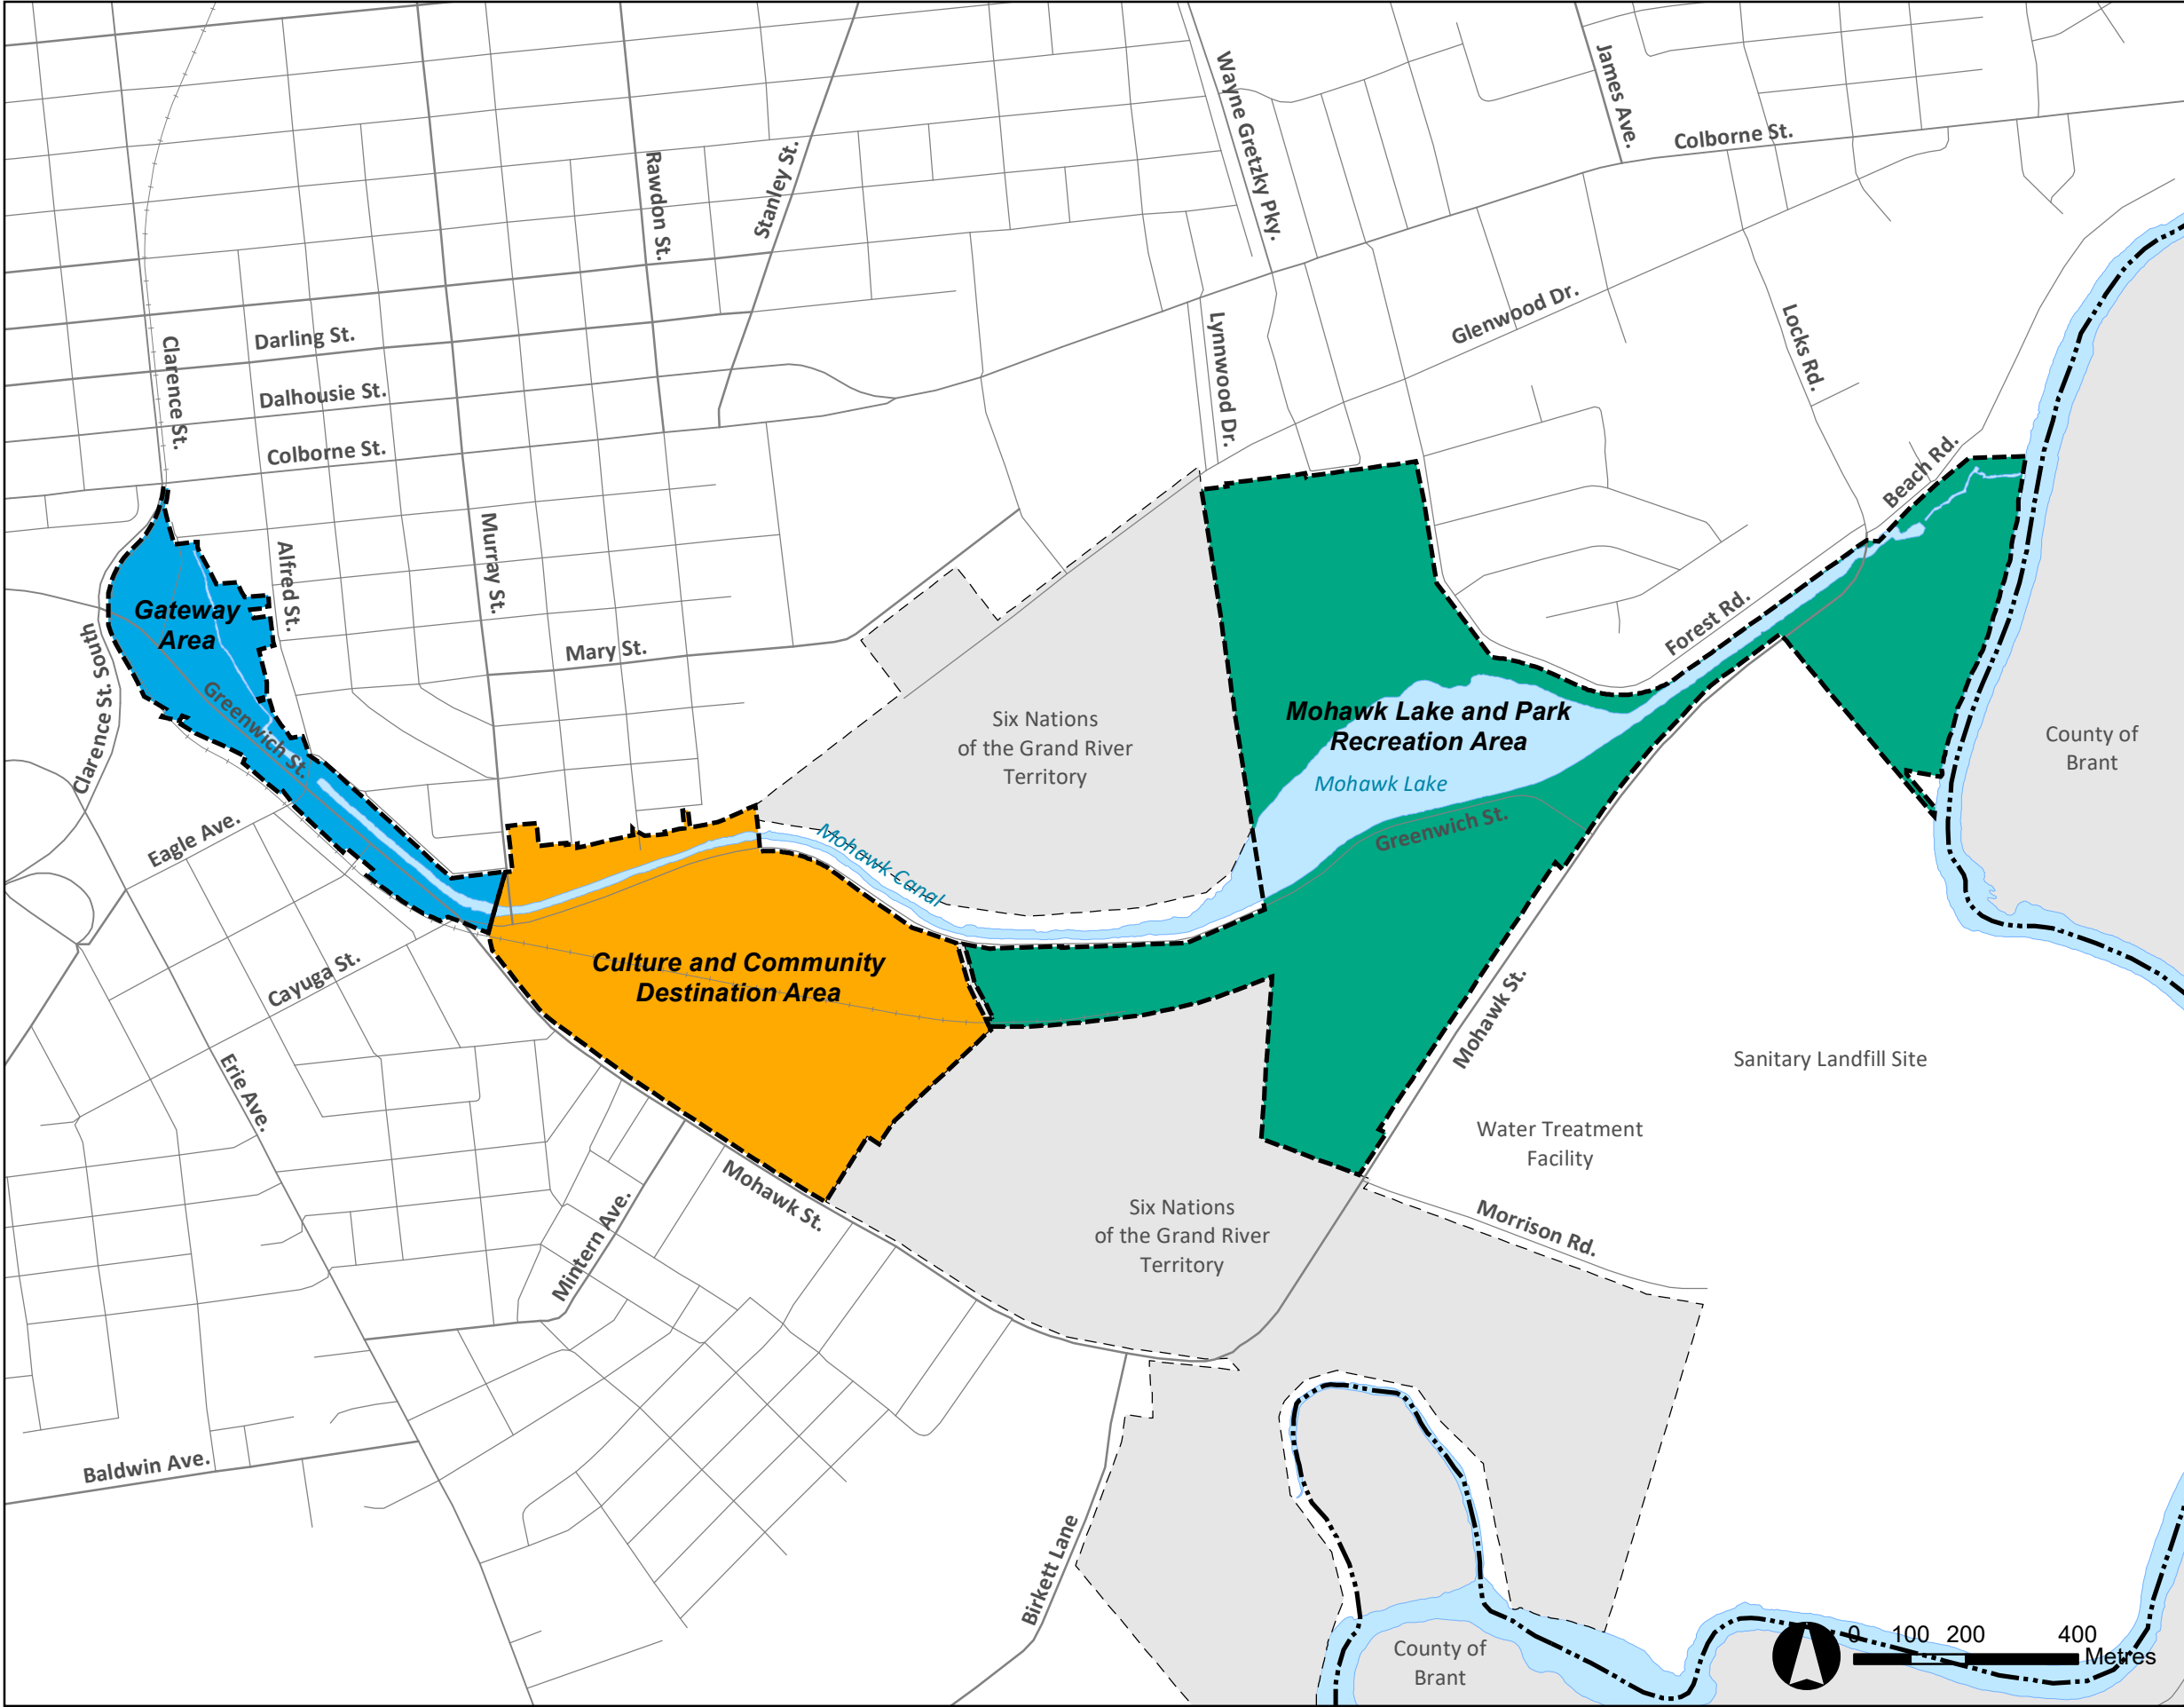 Wayne Gretzky Pky.
James Ave.
Colborne St.
Rawdon St.
Stanley St.
Clarence St.
Darling St.
Dalhousie St.
Colborne St.
Lynnwood Dr.
Glenwood Dr.
Locks Rd.
Beach Rd.
Alfred St.
Murray St.
Mary St.
Forest Rd.
Gateway
Area
Clarence St. South
Greenwich St.
Six Nations
of the Grand River
Territory
Mohawk Lake and Park
Recreation Area
Mohawk Lake
Greenwich St.
County of
Brant
Eagle Ave.
Mohawk Canal
Cayuga St.
Culture and Community
Destination Area
Mohawk St.
Sanitary Landfill Site
Erie Ave.
Water Treatment
Facility
Mohawk St.
Mintern Ave.
Six Nations
of the Grand River
Territory
Morrison Rd.
Baldwin Ave.
Birkett Lane
County of
Brant
0 100 200 400
Metres